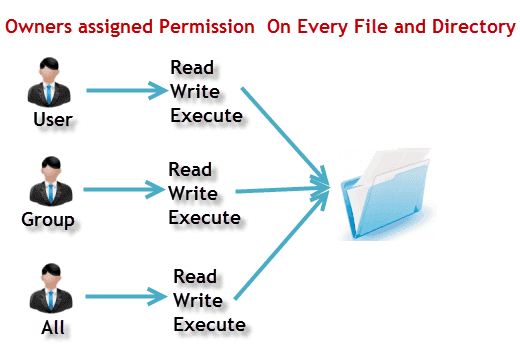 Owners assigned Permission On Every File and Directory
Read
Write
Execute
User
Read
Write
Execute
Group
Read
Write
Execute
All